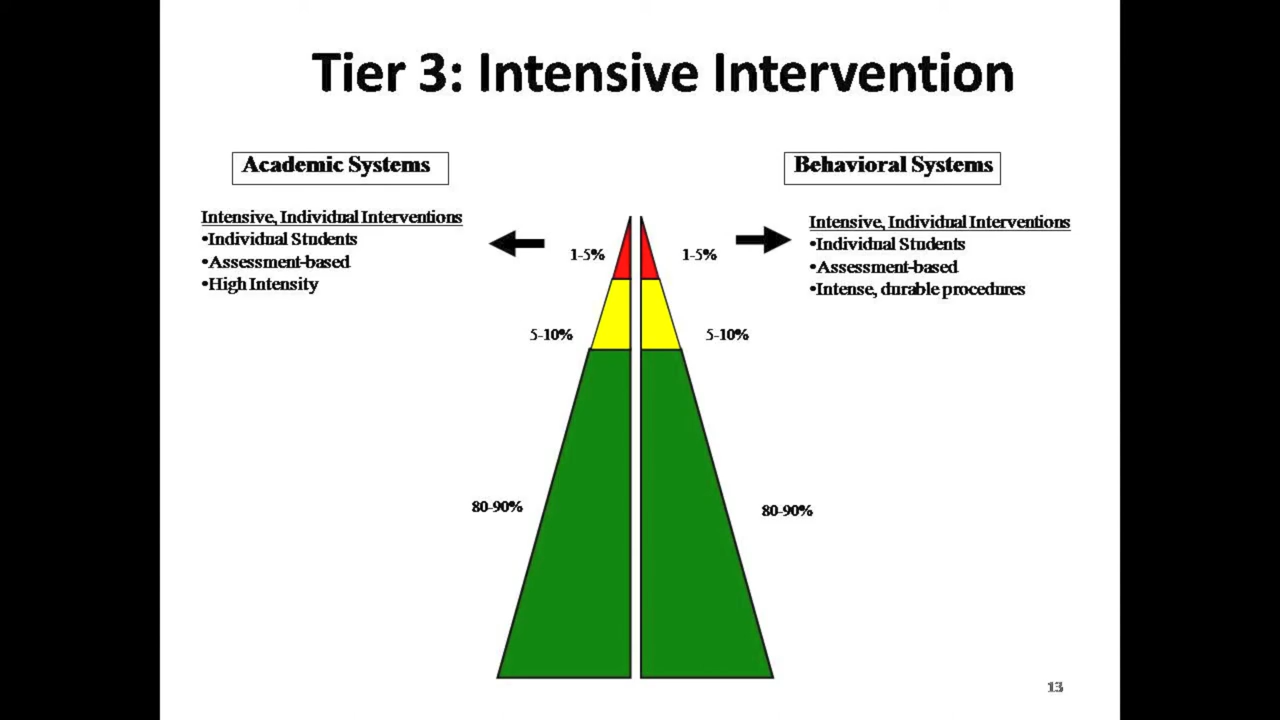 Tier 3: Intensive Intervention
Academic Systems
Intensive, Individual Interventions
•Individual Students
•Assessment-based
•High Intensity
Behavioral Systems
Intensive, Individual Interventions
•Individual Students
•Assessment-based
•Intense, durable procedures
1-5%
1-5%
5-10%
5-10%
80-90%
80-90%
13